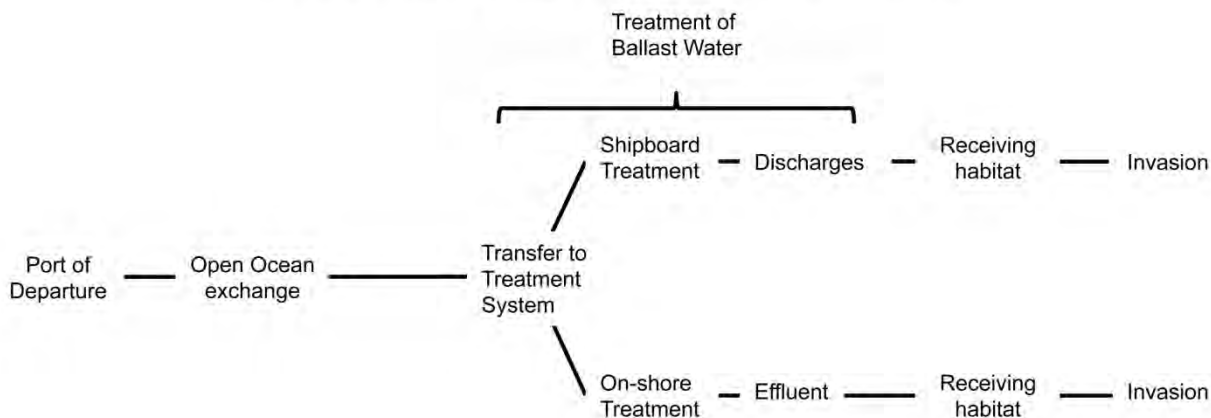 Treatment of
Ballast Water
Shipboard
Treatment
Discharges
Receiving
habitat
Invasion
Port of
Departure
Open Ocean
exchange
Transfer to
Treatment
System
On-shore
Treatment
Effluent
Receiving
habitat
Invasion